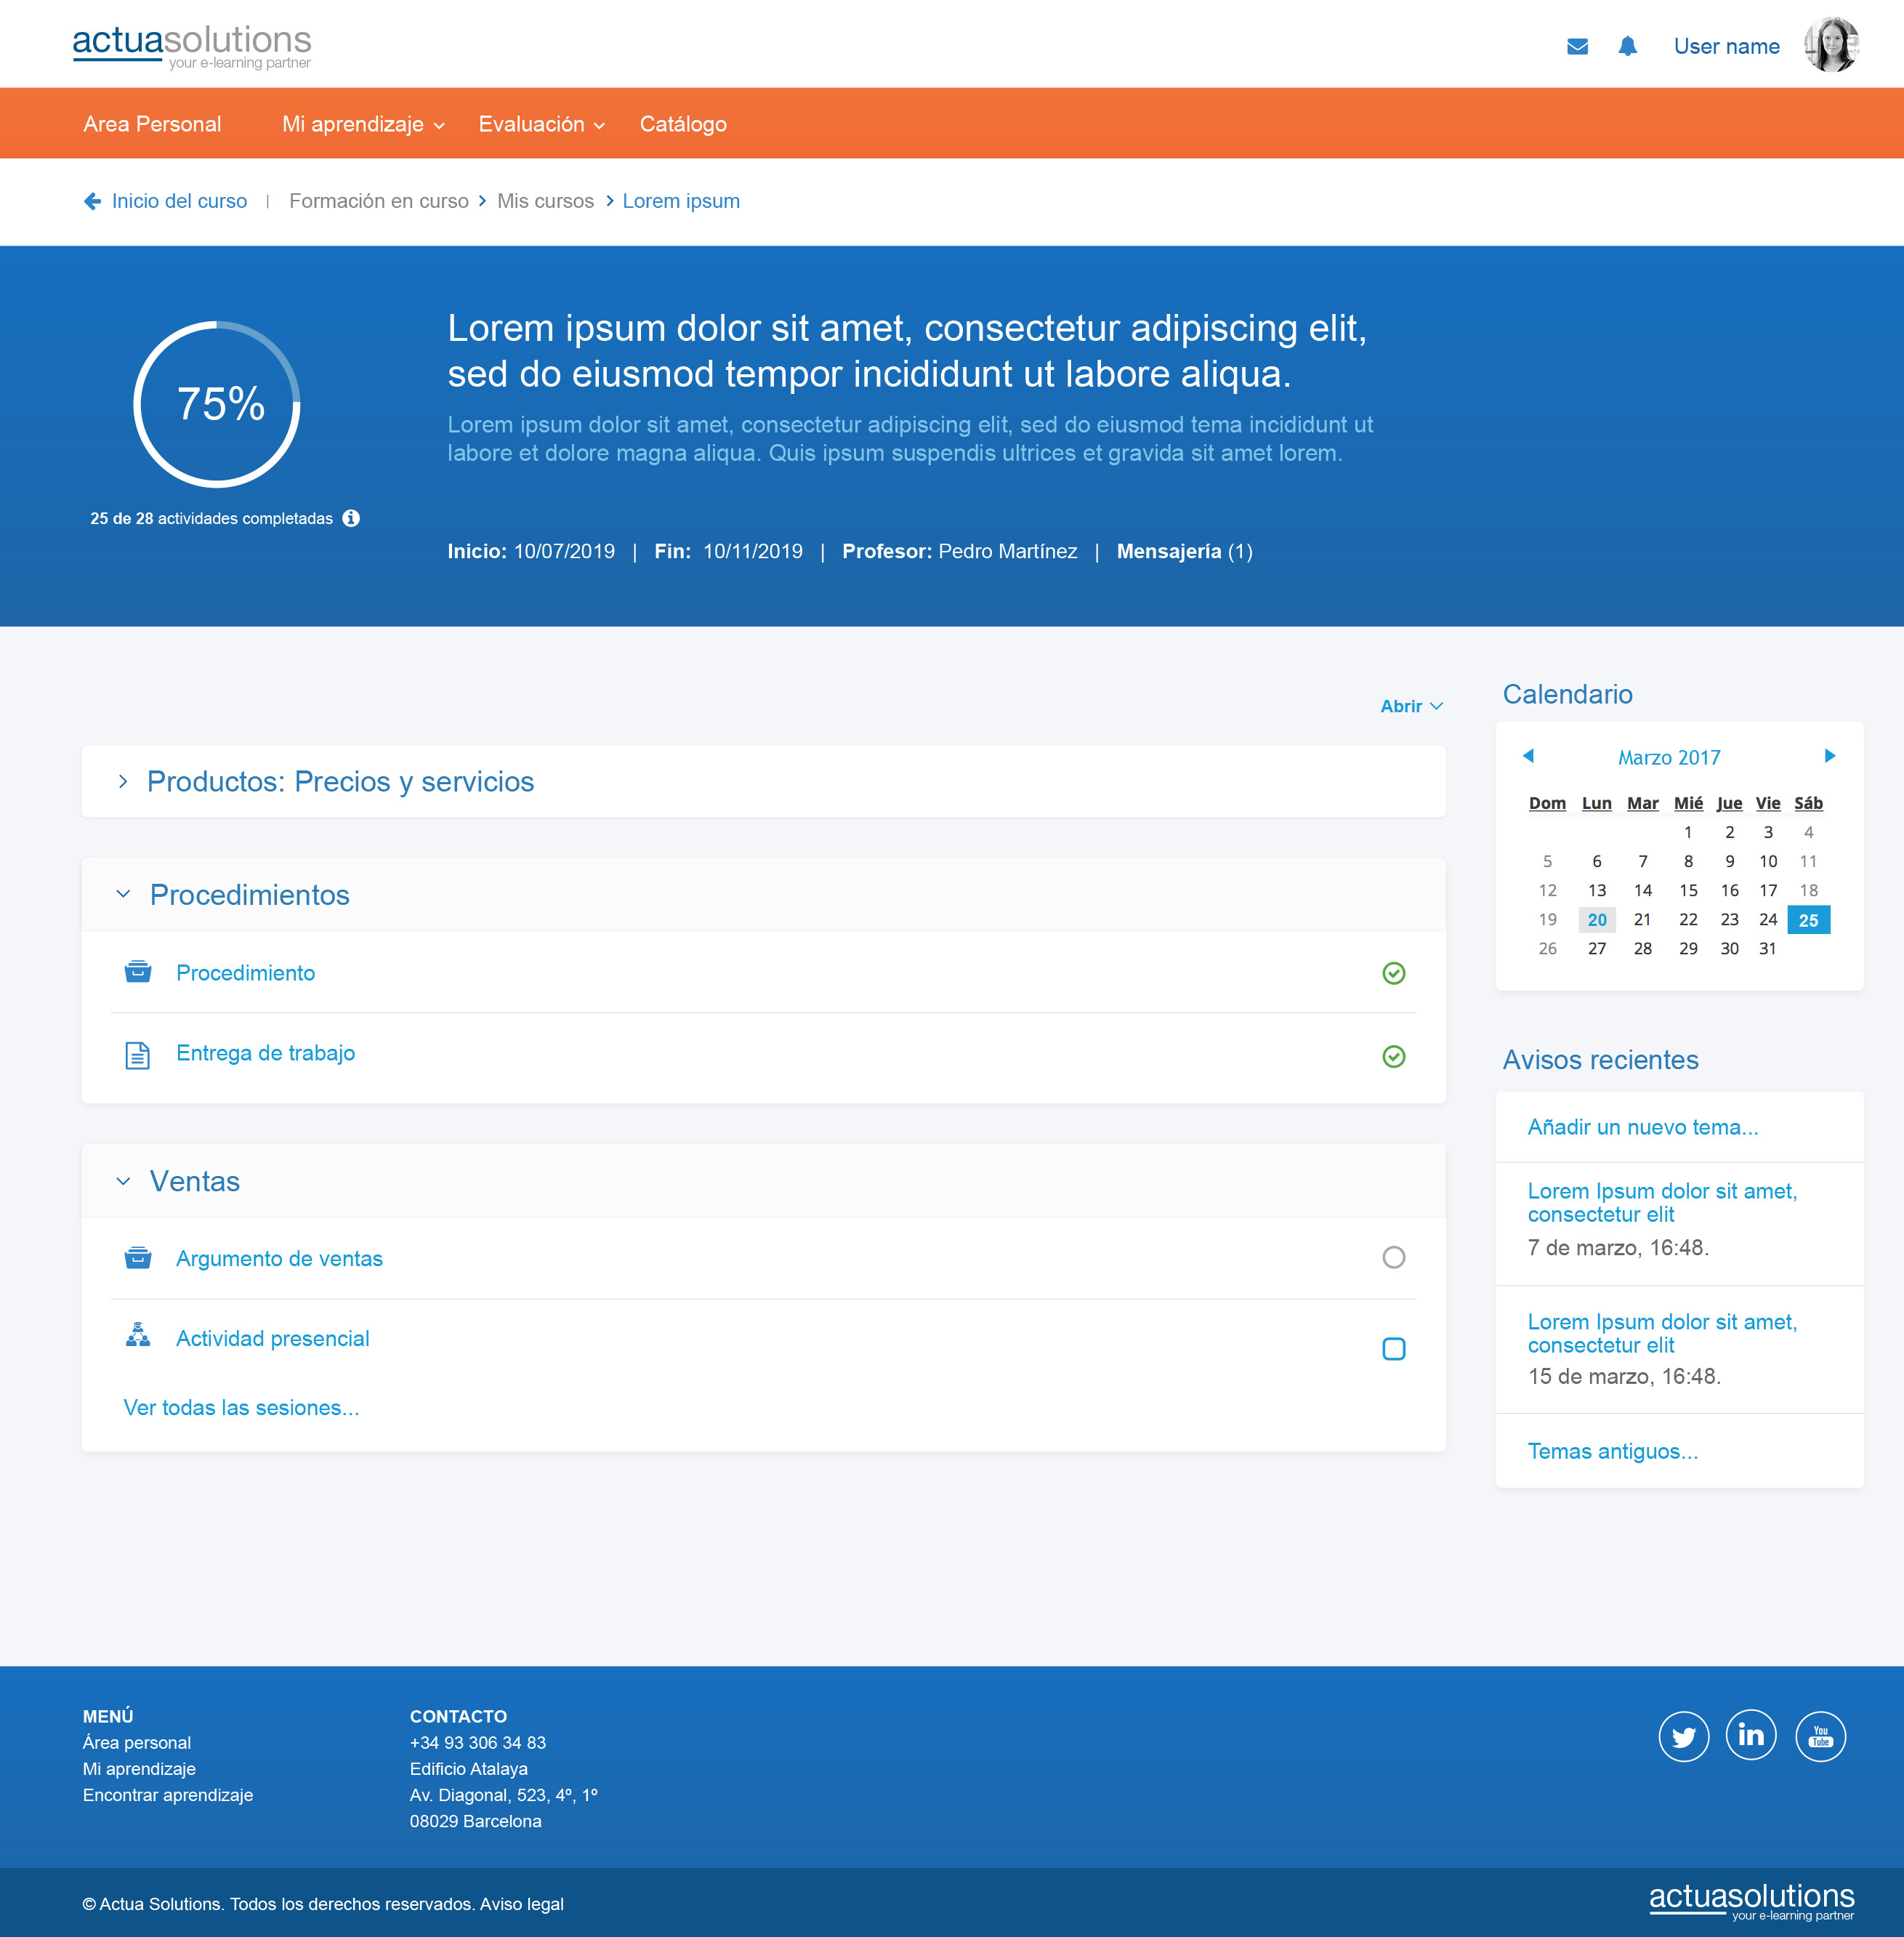 actuasolutions
your e-learning partner
User name
Area Personal Mi aprendizaje Evaluación Catálogo
Inicio del curso | Formación en curso > Mis cursos > Lorem ipsum
75%
25 de 28 actividades completadas
Lorem ipsum dolor sit amet, consectetur adipiscing elit,
sed do eiusmod tempor incididunt ut labore aliqua.
Lorem ipsum dolor sit amet, consectetur adipiscing elit, sed do eiusmod tema incididunt ut
labore et dolore magna aliqua. Quis ipsum suspendis ultrices et gravida sit amet lorem.
Inicio: 10/07/2019 | Fin: 10/11/2019 | Profesor: Pedro Martínez | Mensajería (1)
Abrir
Productos: Precios y servicios
Procedimientos
Procedimiento
Entrega de trabajo
Ventas
Argumento de ventas
Actividad presencial
Ver todas las sesiones...
Calendario
Marzo 2017
Dom Lun Mar Mié Jue Vie Sáb
1 2 3 4
5 6 7 8 9 10 11
12 13 14 15 16 17 18
19 20 21 22 23 24 25
26 27 28 29 30 31
Avisos recientes
Añadir un nuevo tema...
Lorem Ipsum dolor sit amet,
consectetur elit
7 de marzo, 16:48.
Lorem Ipsum dolor sit amet,
consectetur elit
15 de marzo, 16:48.
Temas antiguos...
MENÚ
Área personal
Mi aprendizaje
Encontrar aprendizaje
CONTACTO
+34 93 306 34 83
Edificio Atalaya
Av. Diagonal, 523, 4º, 1º
08029 Barcelona
in
You
Tube
© Actua Solutions. Todos los derechos reservados. Aviso legal
actuasolutions
your e-learning partner